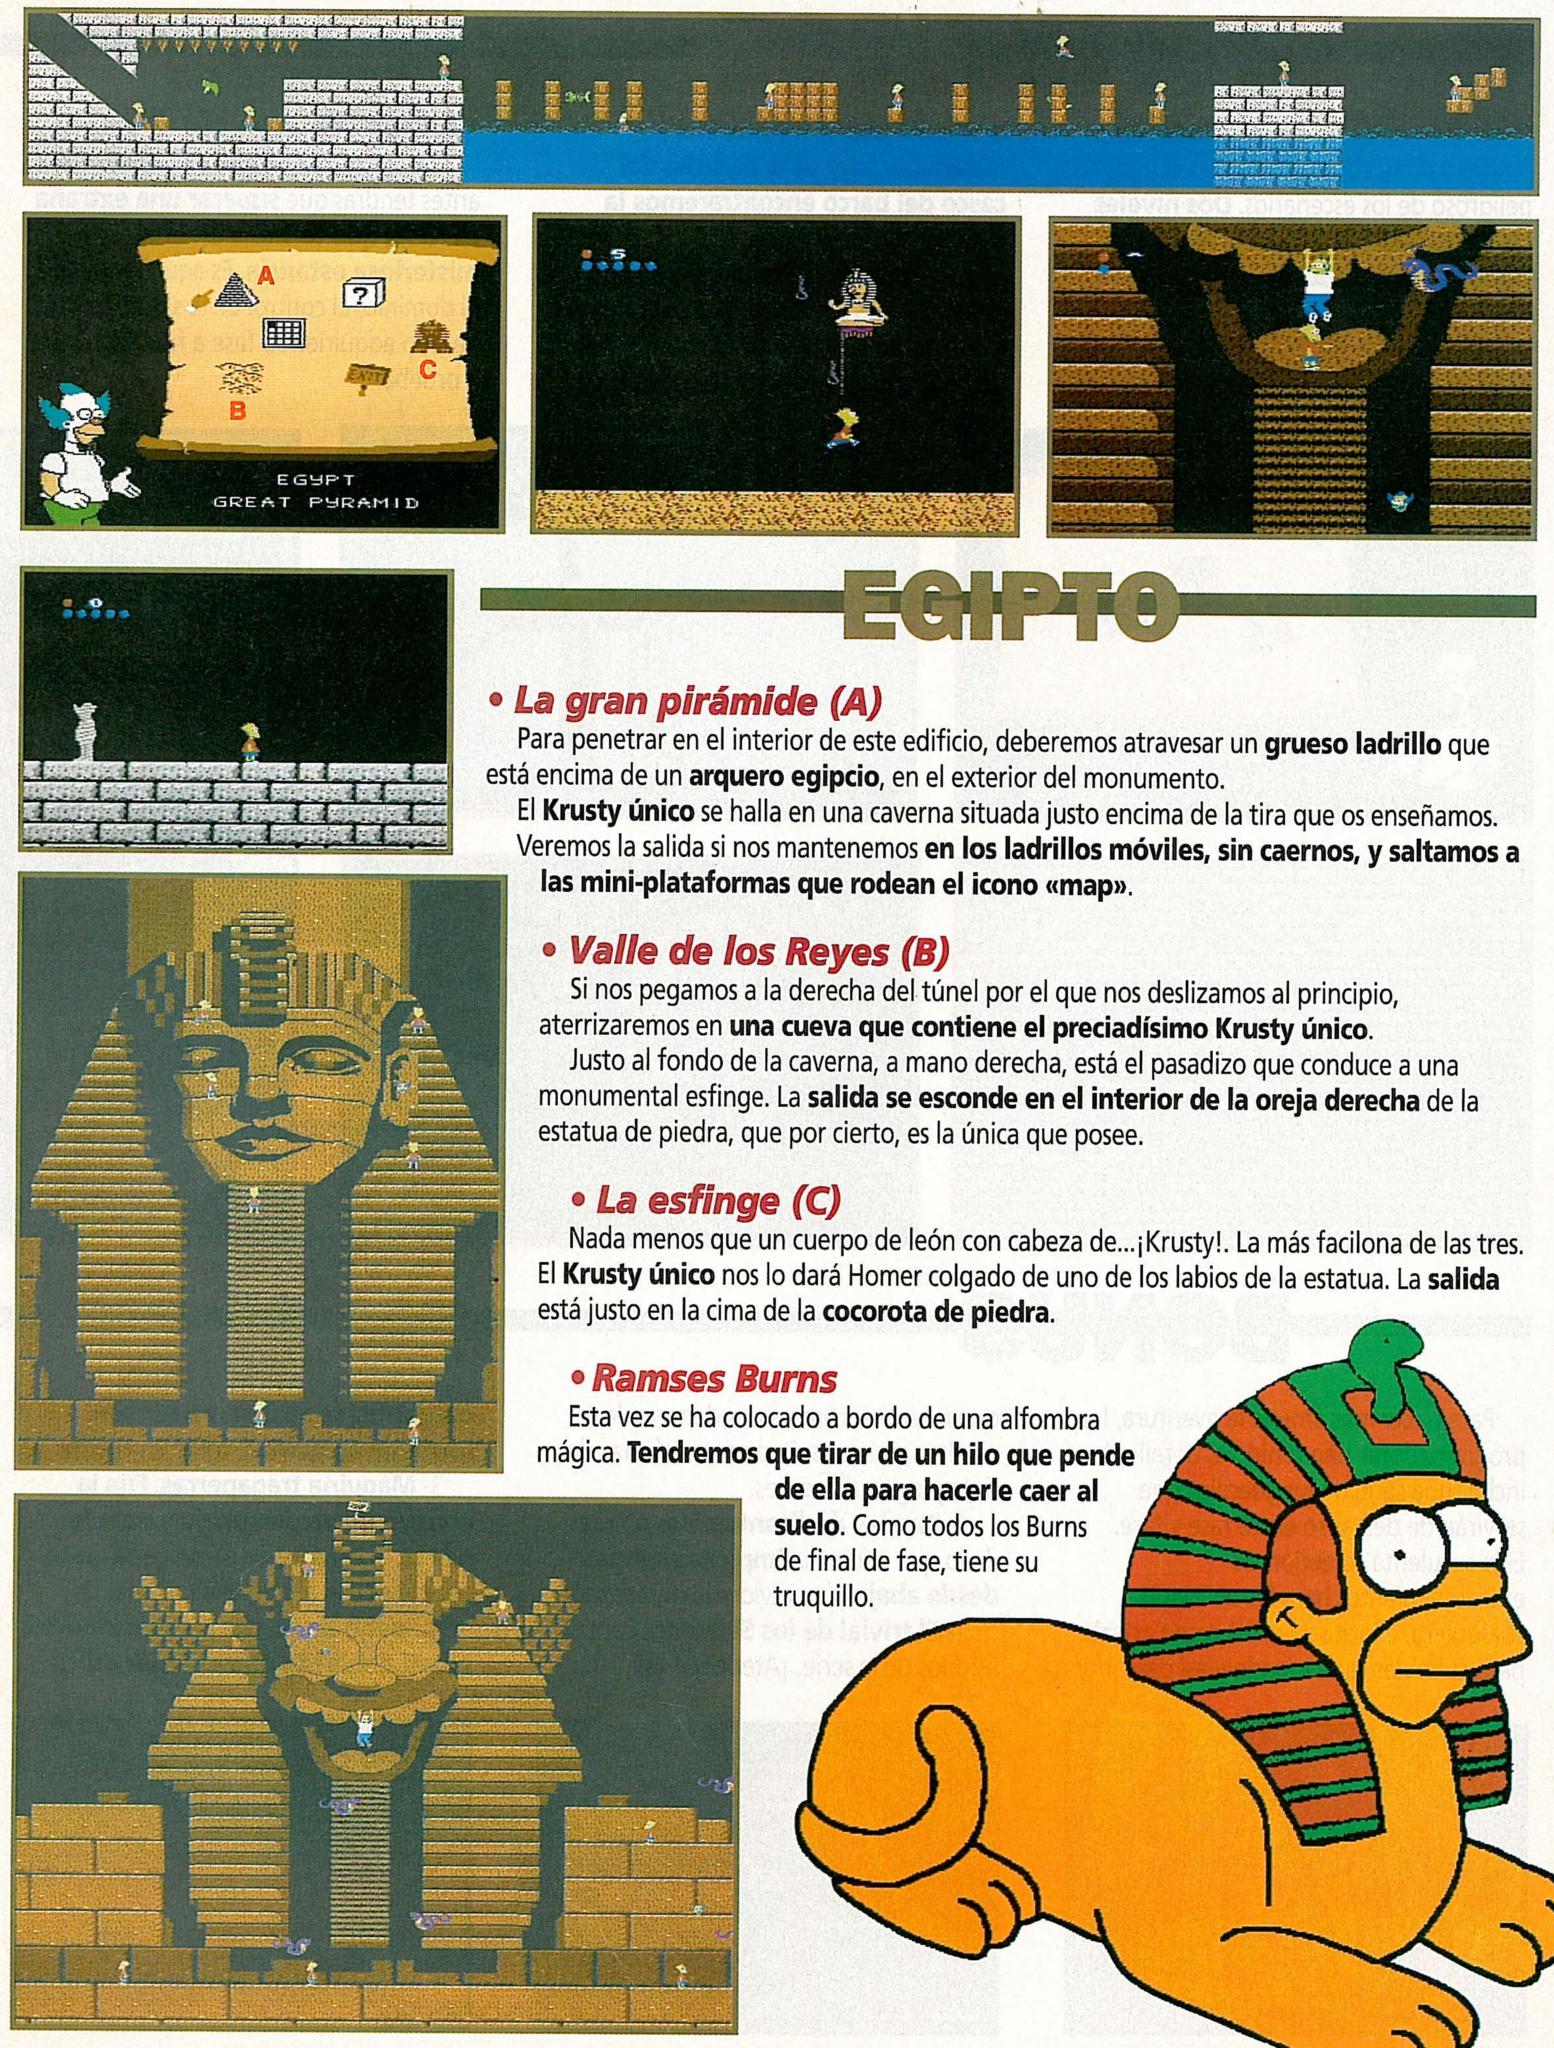 A
?
C
EXIT
B
EGYPT
GREAT PYRAMID
5
EGIPTO
• La gran pirámide (A)
Para penetrar en el interior de este edificio, deberemos atravesar un grueso ladrillo que
está encima de un arquero egipcio, en el exterior del monumento.
El Krusty único se halla en una caverna situada justo encima de la tira que os enseñamos.
Veremos la salida si nos mantenemos en los ladrillos móviles, sin caernos, y saltamos a
las mini-plataformas que rodean el icono «map».
• Valle de los Reyes (B)
Si nos pegamos a la derecha del túnel por el que nos deslizamos al principio,
aterrizaremos en una cueva que contiene el preciadísimo Krusty único.
Justo al fondo de la caverna, a mano derecha, está el pasadizo que conduce a una
monumental esfinge. La salida se esconde en el interior de la oreja derecha de la
estatua de piedra, que por cierto, es la única que posee.
• La esfinge (C)
Nada menos que un cuerpo de león con cabeza de...¡Krusty!. La más facilona de las tres.
El Krusty único nos lo dará Homer colgado de uno de los labios de la estatua. La salida
está justo en la cima de la cocorota de piedra.
• Ramses Burns
Esta vez se ha colocado a bordo de una alfombra
mágica. Tendremos que tirar de un hilo que pende
de ella para hacerle caer al
suelo. Como todos los Burns
de final de fase, tiene su
truquillo.